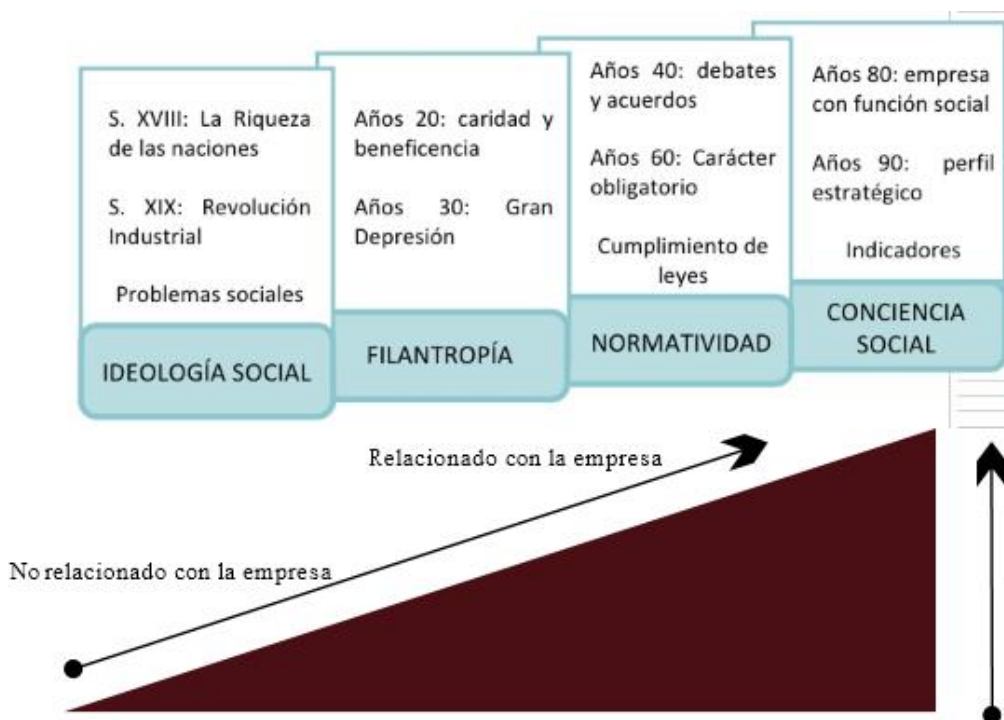 S. XVIII: La Riqueza
de las naciones
S. XIX: Revolución
Industrial
Problemas sociales
IDEOLOGÍA SOCIAL
Años 20: caridad y
beneficencia
Años 30: Gran
Depresión
FILANTROPÍA
Años 40: debates
y acuerdos
Años 60: Carácter
obligatorio
Cumplimiento de
leyes
NORMATIVIDAD
Años 80: empresa
con función social
Años 90: perfil
estratégico
Indicadores
CONCIENCIA
SOCIAL
Relacionado con la empresa
No relacionado con la empresa